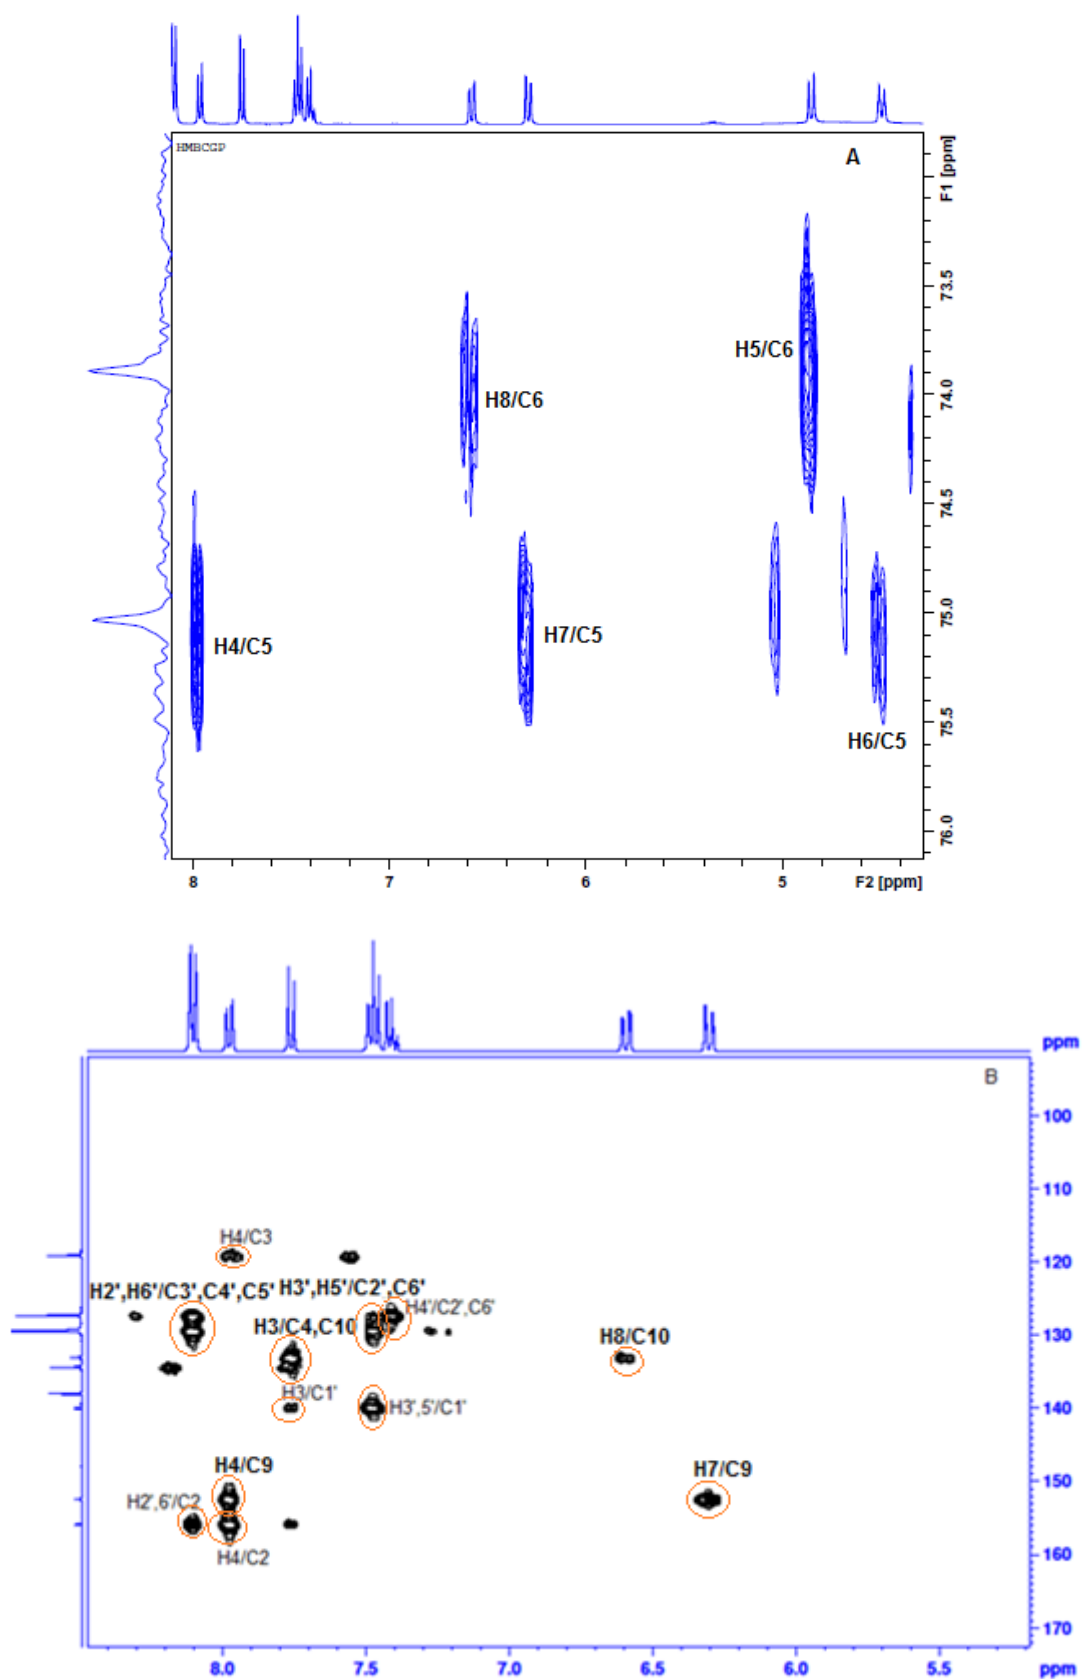 HMBCGP
A
F1 [ppm]
73.5
H5/C6
H8/C6
74.0
74.5
75.0
H4/C5
H7/C5
75.5
H6/C5
76.0
8
7
6
5
F2 [ppm]
ppm
B
100
110
H4/C3
120
H2',H6'/C3',C4',C5'
H3',H5'/C2',C6'
H4'/C2',C6'
H3/C4,C10
H8/C10
130
H3/C1'
H3',5'/C1'
140
H4/C9
H7/C9
150
H2',6'/C2
H4/C2
160
170
8.0
7.5
7.0
6.5
6.0
5.5
ppm